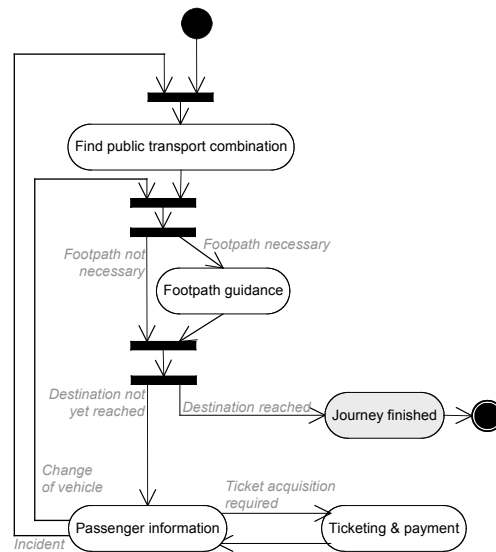 Find public transport combination
Footpath necessary
Footpath not
necessary
Footpath guidance
Destination not
yet reached
Destination reached
Journey finished
Change
of vehicle
Ticket acquisition
required
Incident
Passenger information
Ticketing & payment